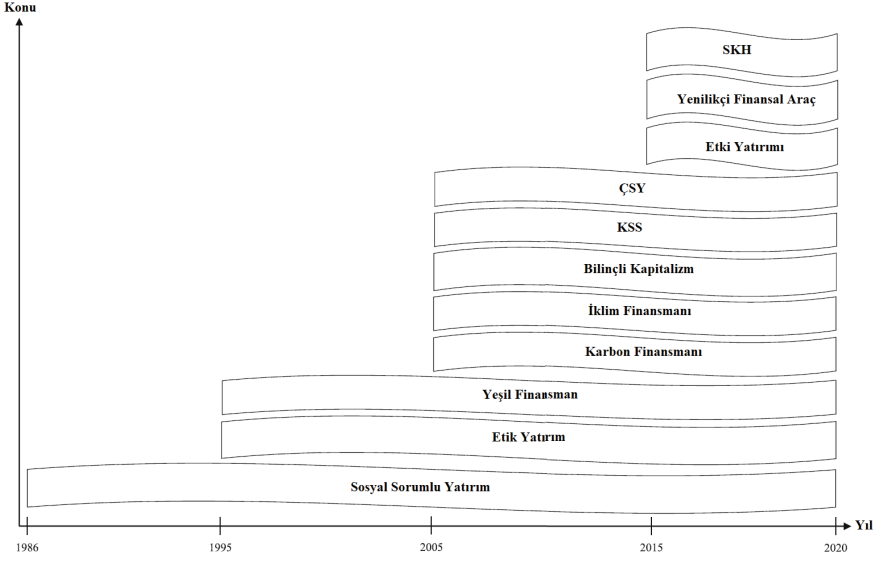 Konu
SKH
Yenilikçi Finansal Araç
Etki Yatırımı
ÇSY
KSS
Bilinçli Kapitalizm
İklim Finansmanı
Karbon Finansmanı
Yeşil Finansman
Etik Yatırım
Sosyal Sorumlu Yatırım
Yıl
1986 1995 2005 2015 2020